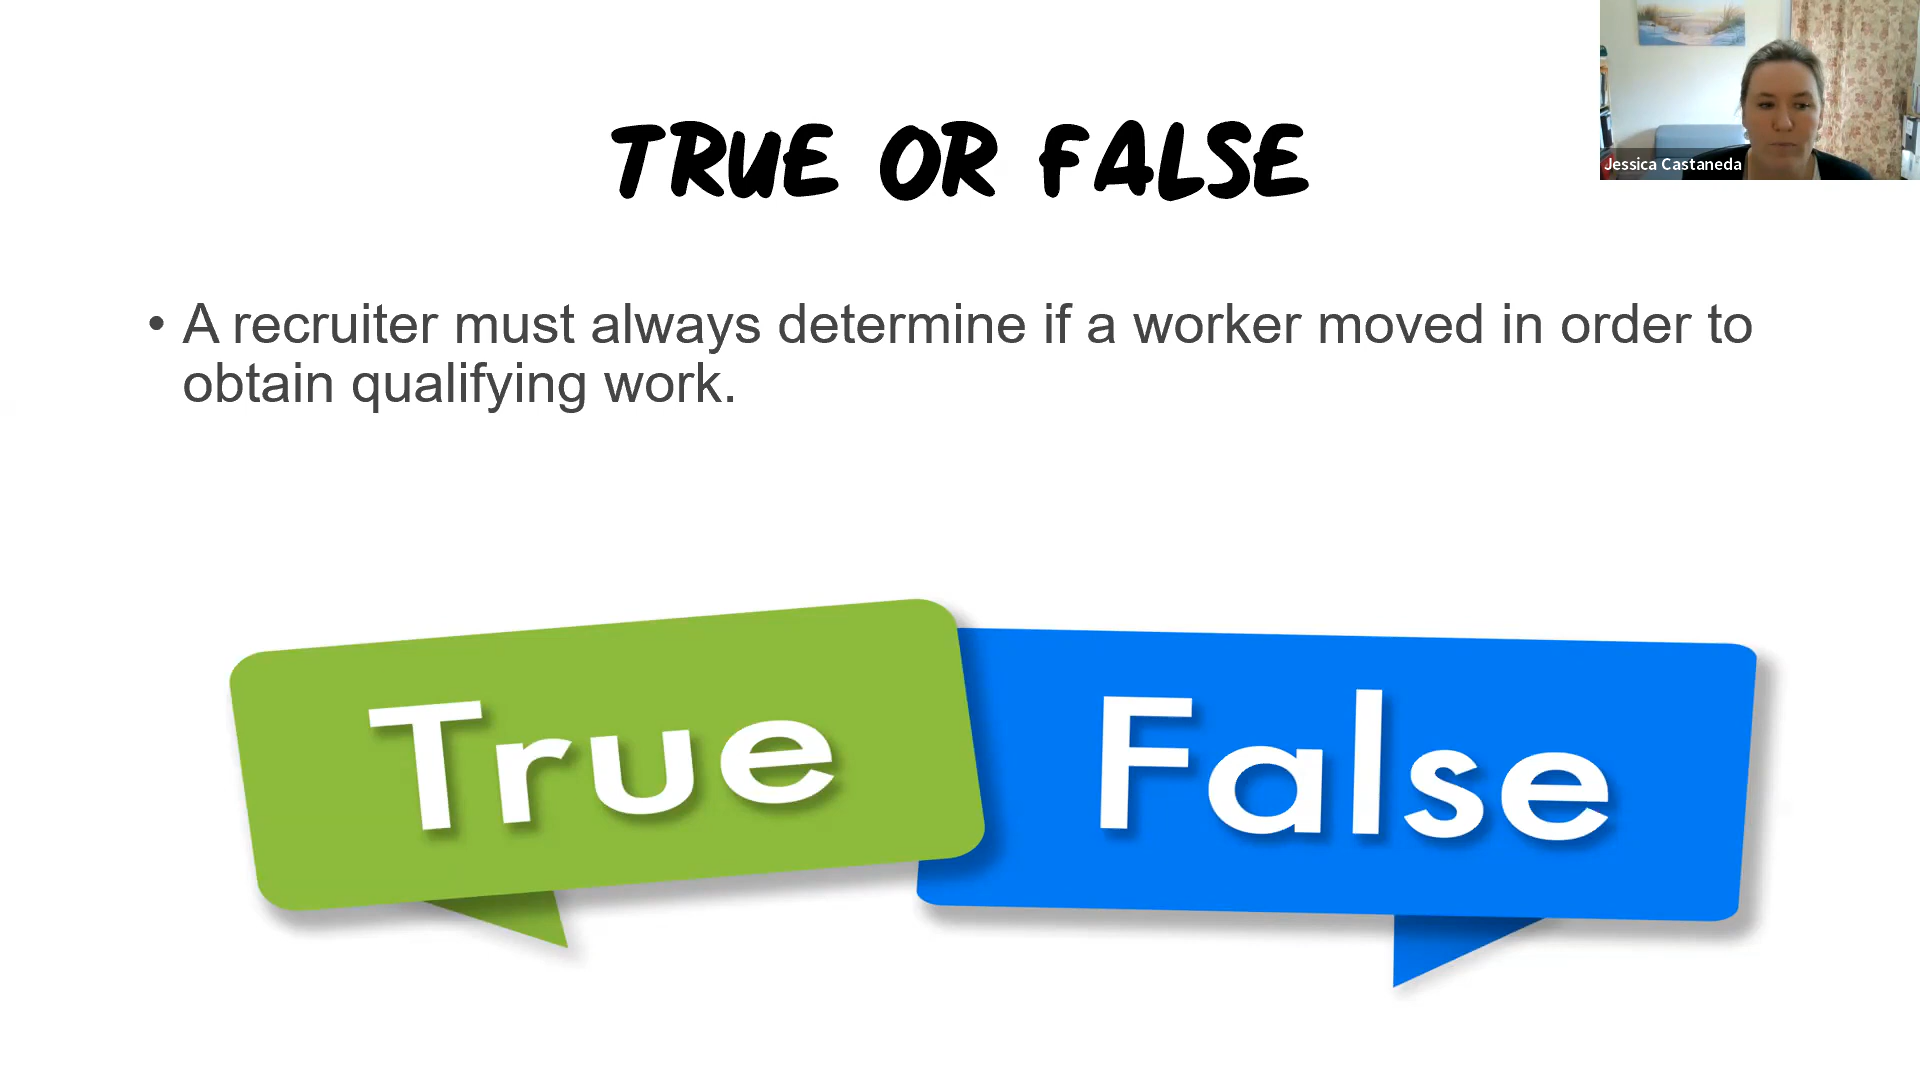 TRUE OR FALSE
Jessica Castaneda
• A recruiter must always determine if a worker moved in order to
obtain qualifying work.
True
False